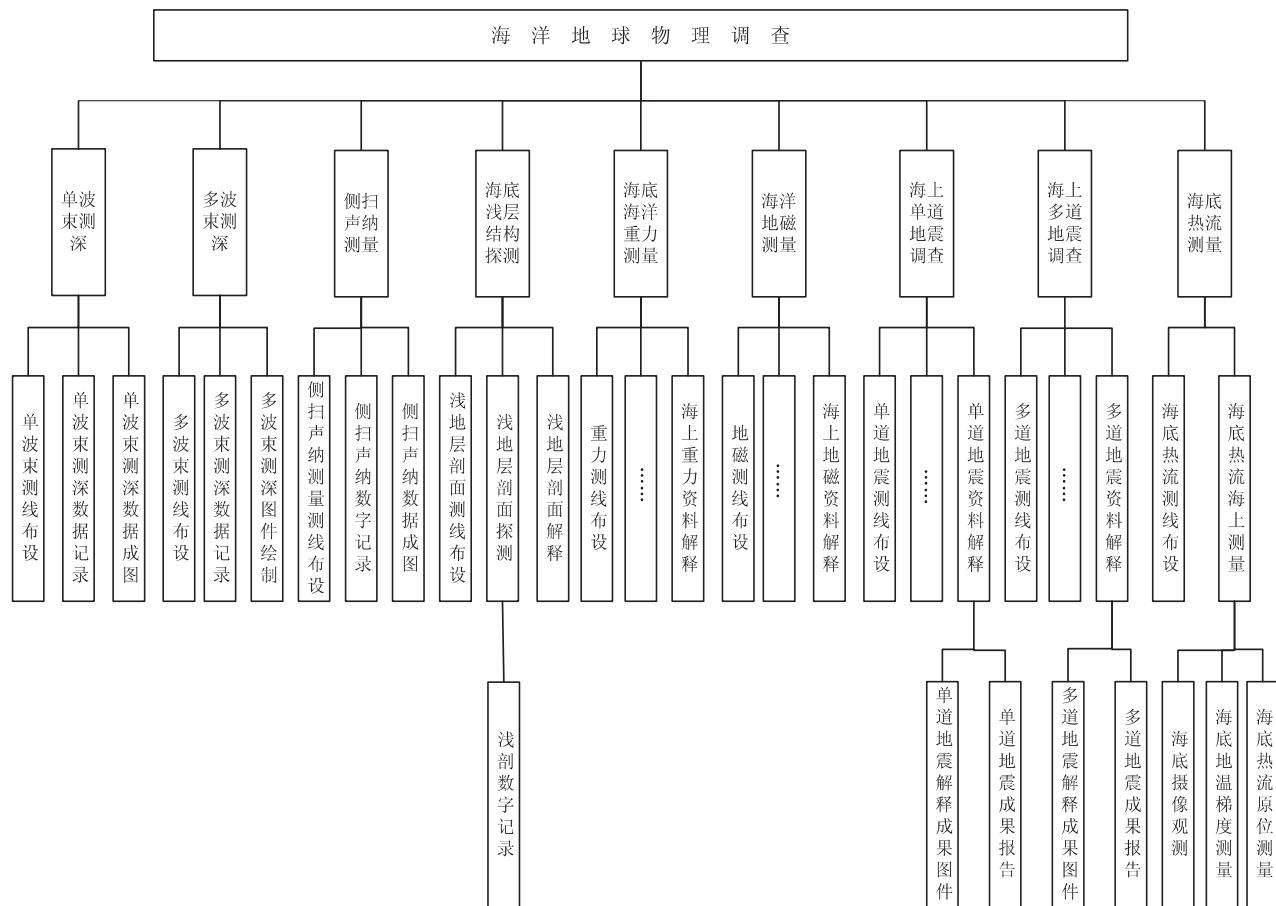 海洋地球物理调查
单波
束测
深
多波
束测
深
侧扫
声纳
测量
海底
浅层
结构
探测
海底
海洋
重力
测量
海洋
地磁
测量
海上
单道
地震
调查
海上
多道
地震
调查
海底
热流
测量
单波束测线布设
单波束测深数据记录
单波束测深数据成图
多波束测线布设
多波束测深数据记录
多波束测深图件绘制
侧扫声纳测量测线布设
侧扫声纳数字记录
侧扫声纳数据成图
浅地层剖面测线布设
浅地层剖面探测
浅地层剖面解释
重力测线布设
……
海上重力资料解释
地磁测线布设
……
海上地磁资料解释
单道地震测线布设
……
单道地震资料解释
多道地震测线布设
……
多道地震资料解释
海底热流测线布设
海底热流海上测量
浅剖数字记录
单道地震解释成果图件
单道地震成果报告
多道地震解释成果图件
多道地震成果报告
海底摄像观测
海底地温梯度测量
海底热流原位测量